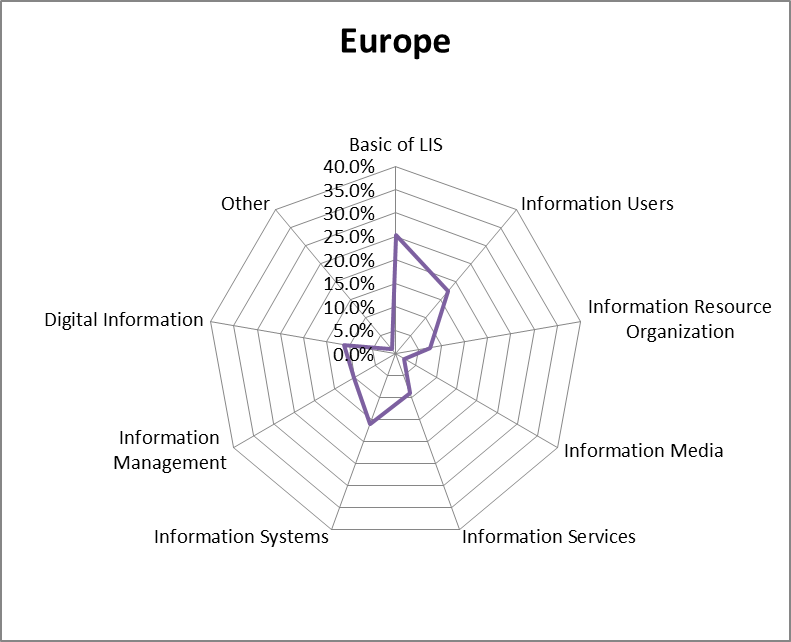 Europe
Basic of LIS
40.0%
35.0%
30.0%
25.0%
20.0%
15.0%
10.0%
5.0%
0.0%
Information Users
Information Resource
Organization
Information Media
Information Services
Information Systems
Information
Management
Digital Information
Other